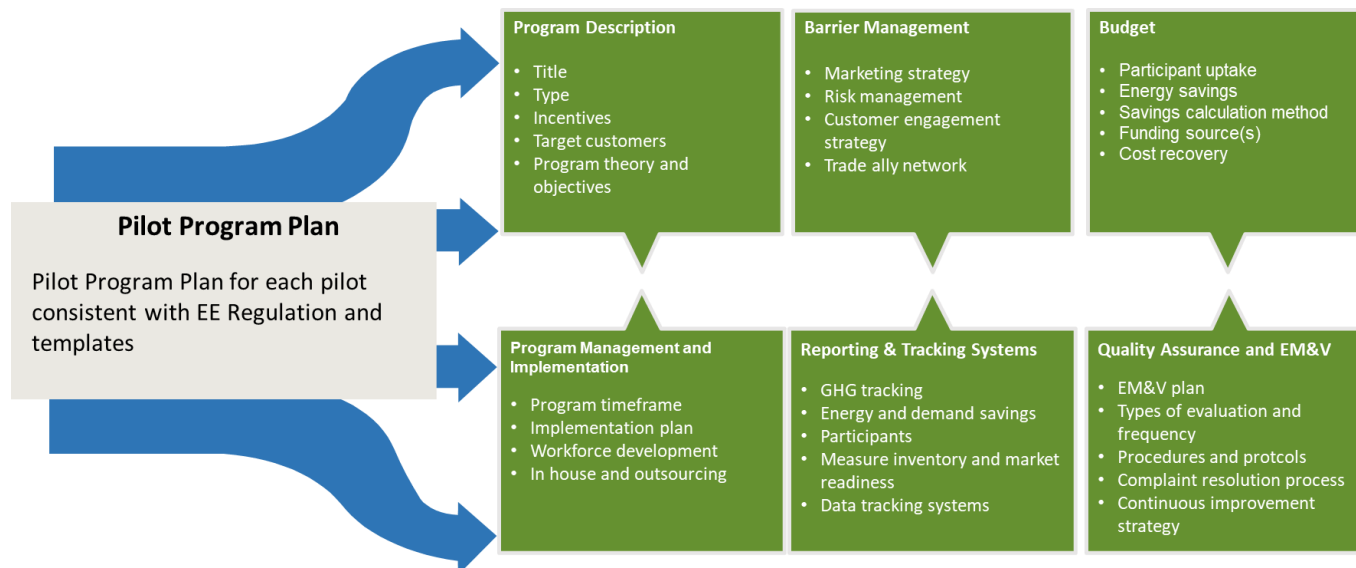 Pilot Program Plan
Pilot Program Plan for each pilot
consistent with EE Regulation and
templates
Program Description
• Title
• Type
• Incentives
• Target customers
• Program theory and
objectives
Barrier Management
• Marketing strategy
• Risk management
• Customer engagement
strategy
• Trade ally network
Budget
• Participant uptake
• Energy savings
• Savings calculation method
• Funding source(s)
• Cost recovery
Program Management and
Implementation
• Program timeframe
• Implementation plan
• Workforce development
• In house and outsourcing
Reporting & Tracking Systems
• GHG tracking
• Energy and demand savings
• Participants
• Measure inventory and market
readiness
• Data tracking systems
Quality Assurance and EM&V
• EM&V plan
• Types of evaluation and
frequency
• Procedures and protcols
• Complaint resolution process
• Continuous improvement
strategy